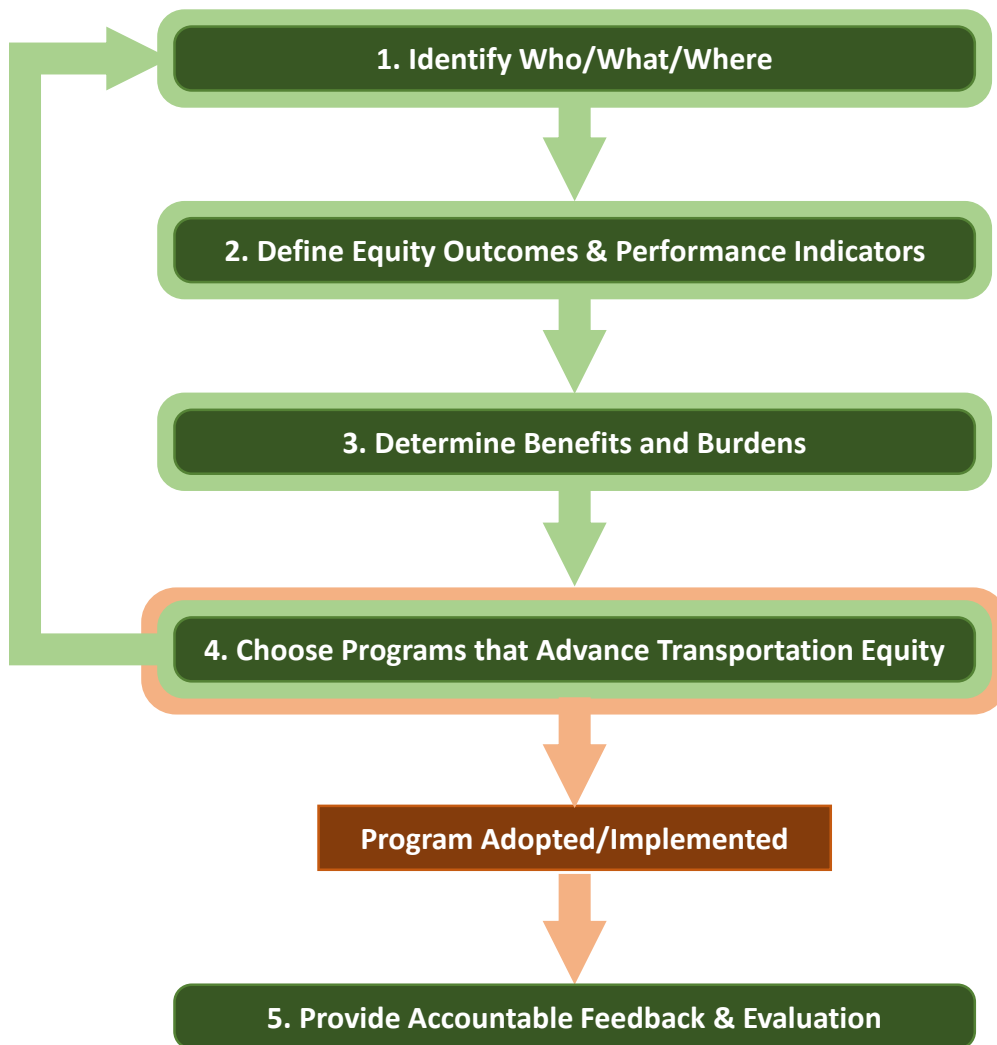 1. Identify Who/What/Where
2. Define Equity Outcomes & Performance Indicators
3. Determine Benefits and Burdens
4. Choose Programs that Advance Transportation Equity
Program Adopted/Implemented
5. Provide Accountable Feedback & Evaluation